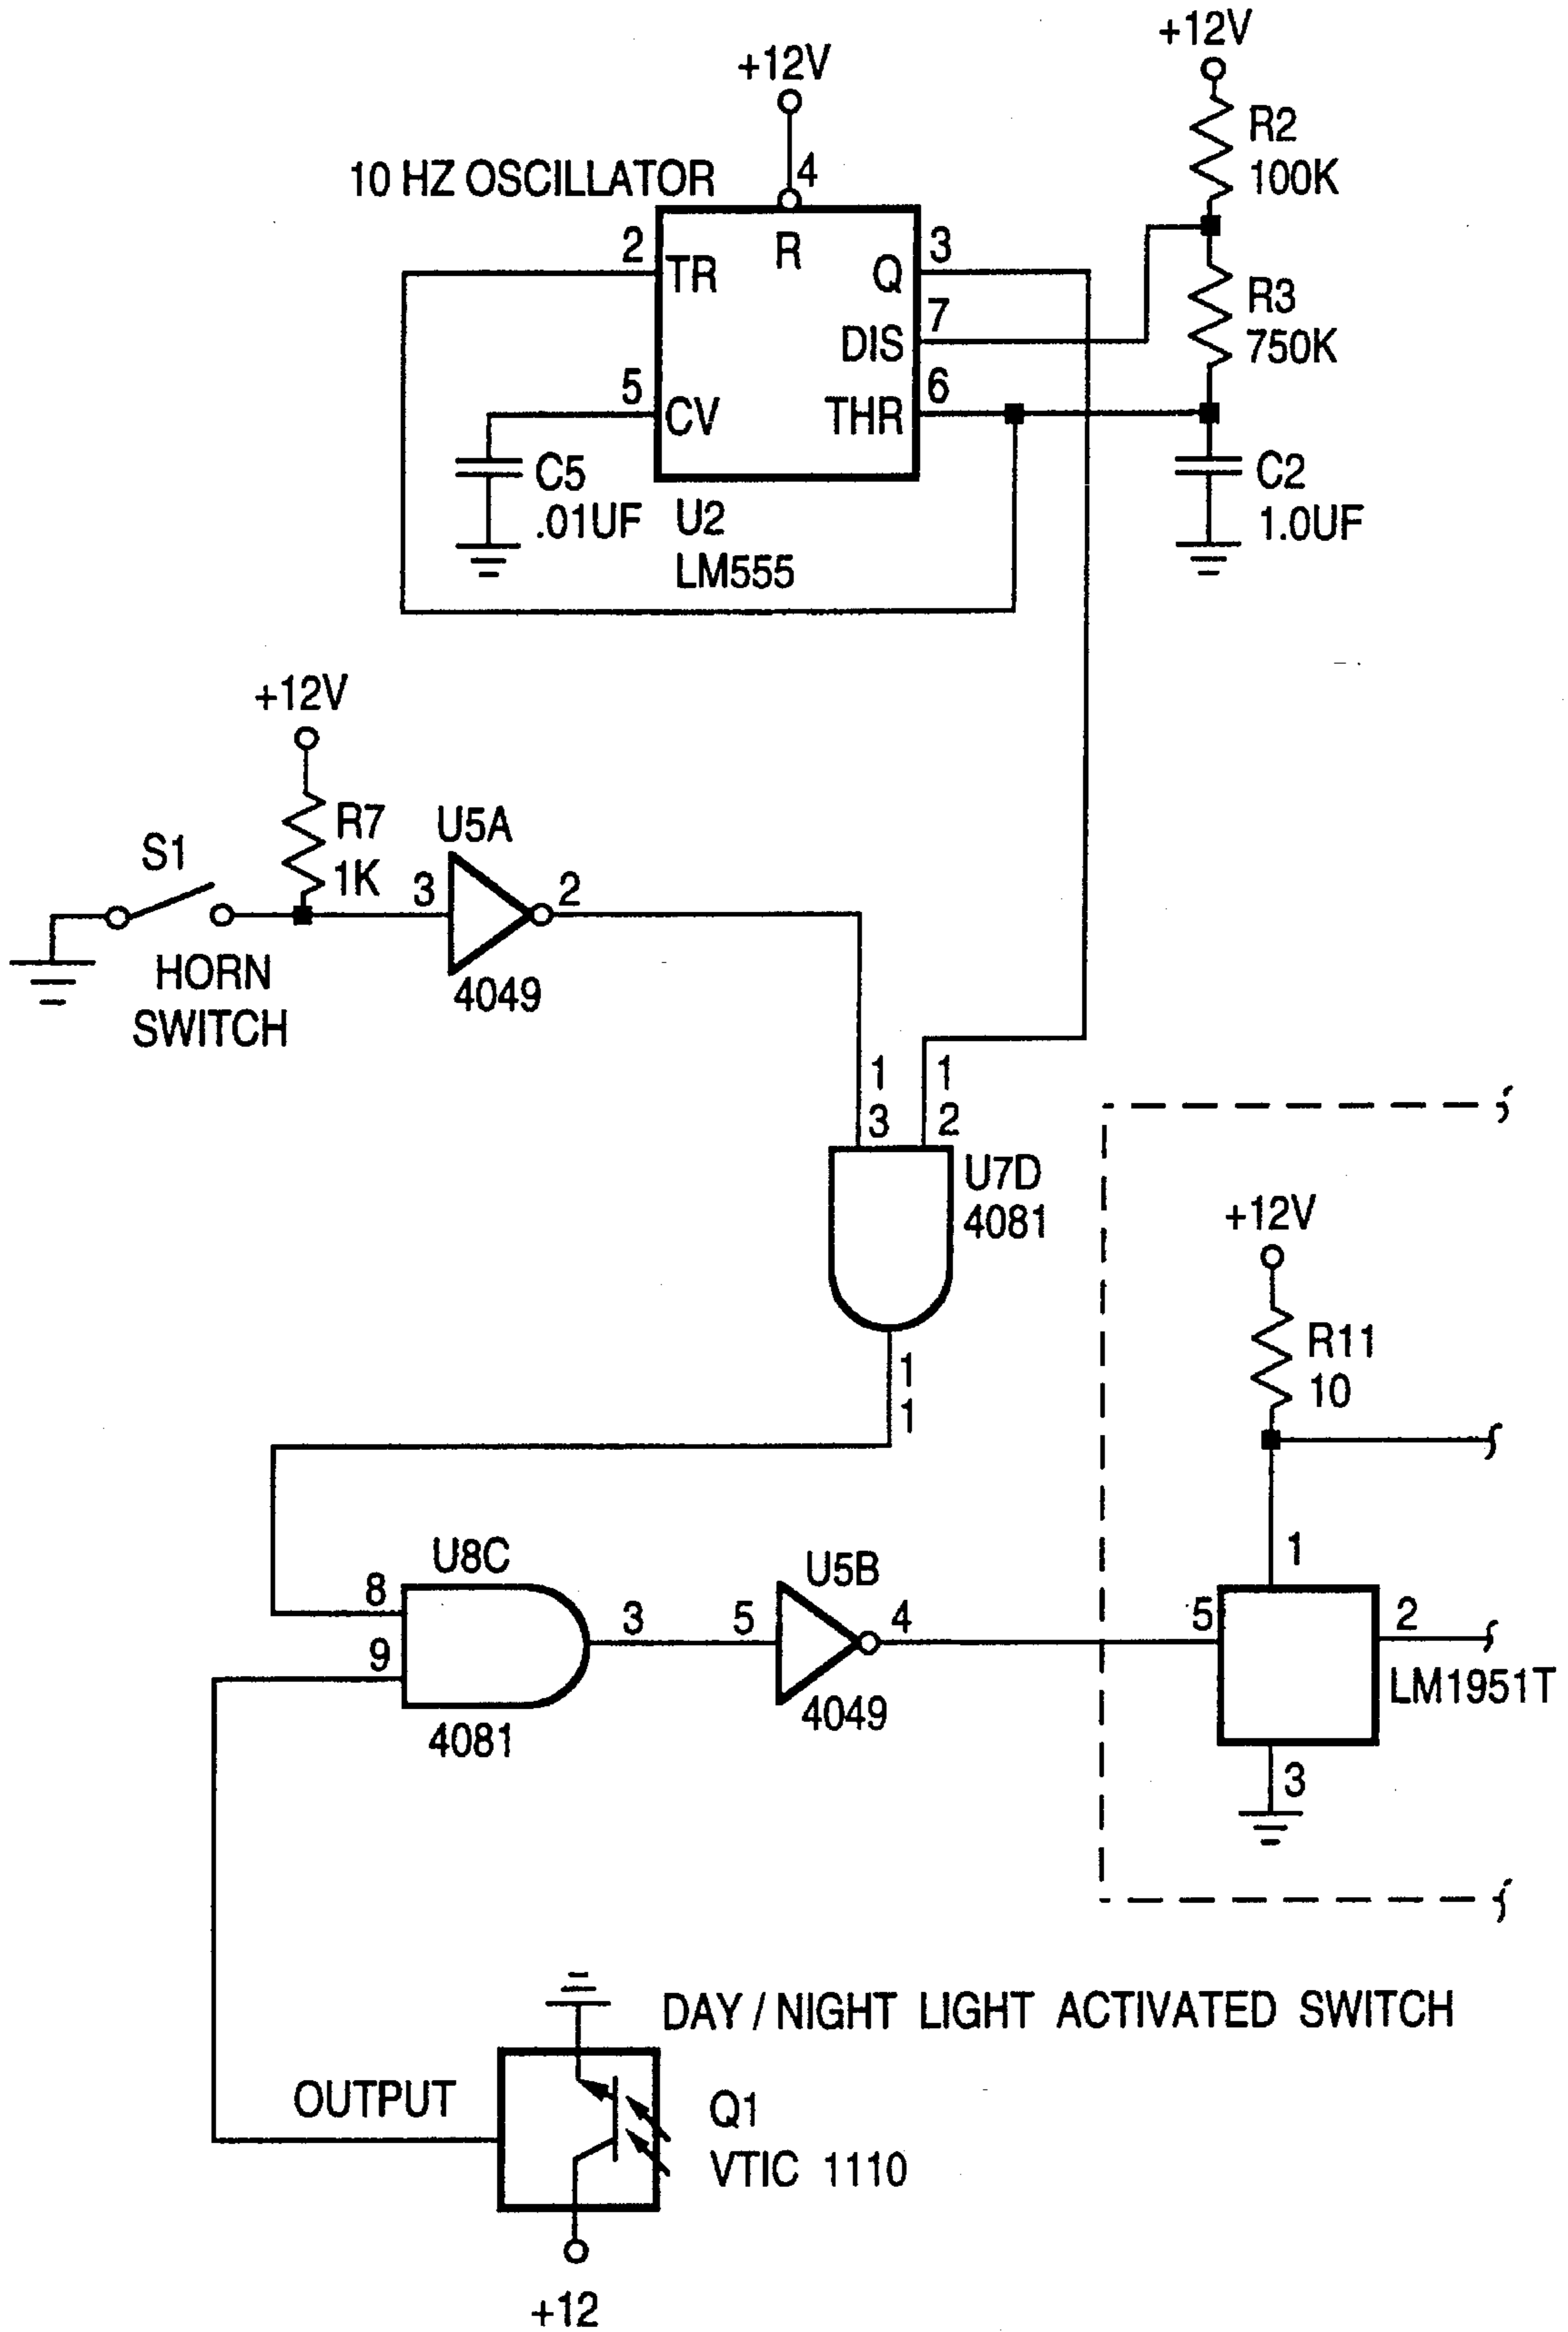 +12V
+12V
R2
100K
10 HZ OSCILLATOR
4
2
TR
R
Q
3
7
DIS
R3
750K
5
CV
THR
6
C5
.01UF
U2
LM555
C2
1.0UF
+12V
R7
1K
S1
HORN
SWITCH
U5A
3
2
4049
1
3
1
2
U7D
4081
1
1
+12V
R11
10
1
U8C
8
9
3
4081
U5B
5
4
4049
5
2
LM1951T
3
DAY / NIGHT LIGHT ACTIVATED SWITCH
OUTPUT
Q1
VTIC 1110
+12